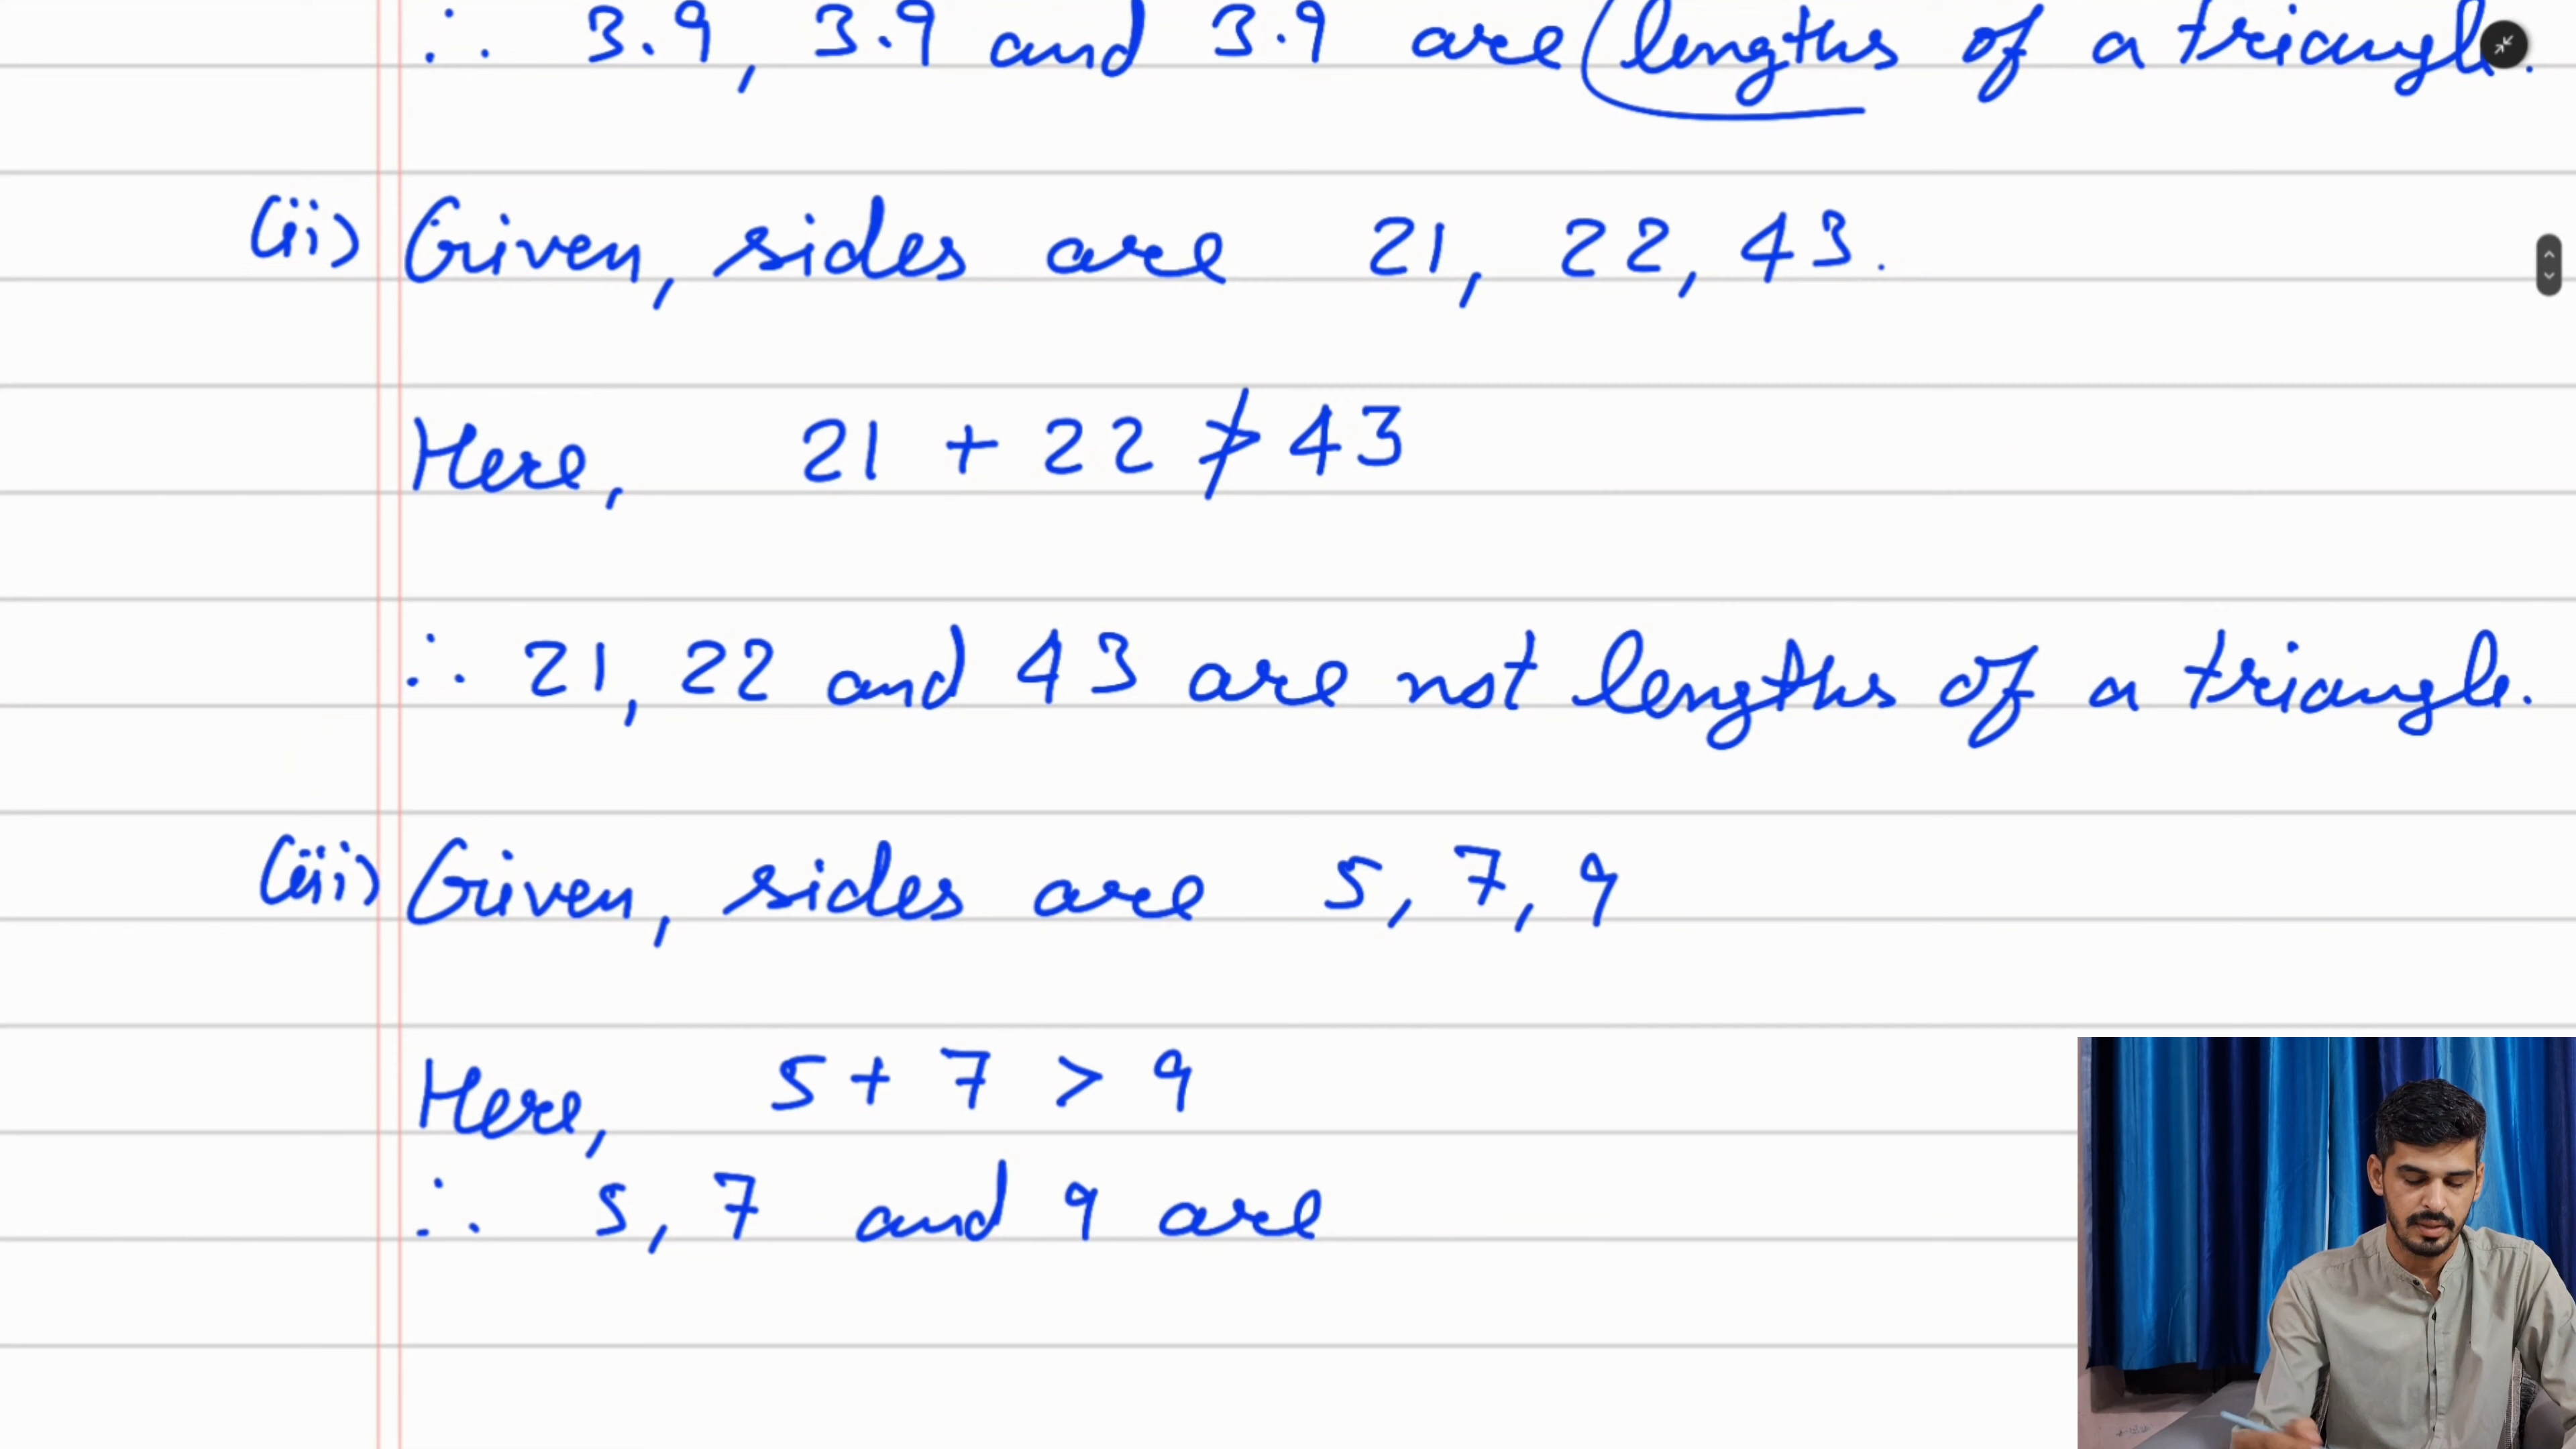 ∴ 3.9, 3.9 and 3.9 are lengths of a triangle.
(ii) Given, sides are 21, 22, 43.
Here, 21 + 22 ≯ 43
∴ 21, 22 and 43 are not lengths of a triangle.
(iii) Given, sides are 5, 7, 9
Here, 5 + 7 > 9
∴ 5, 7 and 9 are